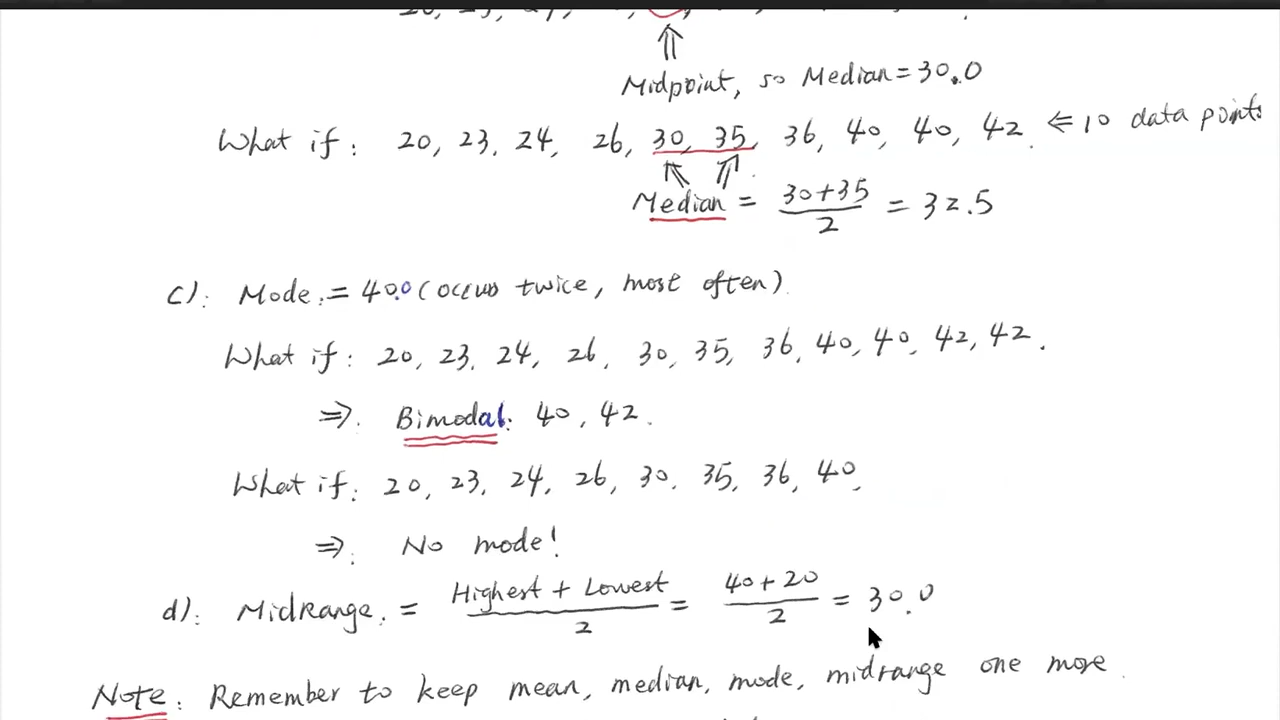 Midpoint, so Median = 30.0
What if: 20, 23, 24, 26, 30, 35, 36, 40, 40, 42. ⇐ 10 data points
Median = (30+35)/2 = 32.5
c): Mode = 40.0 (occurs twice, most often)
What if: 20, 23, 24, 26, 30, 35, 36, 40, 40, 42, 42.
⇒ Bimodal: 40, 42.
What if: 20, 23, 24, 26, 30, 35, 36, 40,
⇒ No mode!
d): MidRange = (Highest + Lowest)/2 = (40+20)/2 = 30.0
Note: Remember to keep mean, median, mode, midrange one more